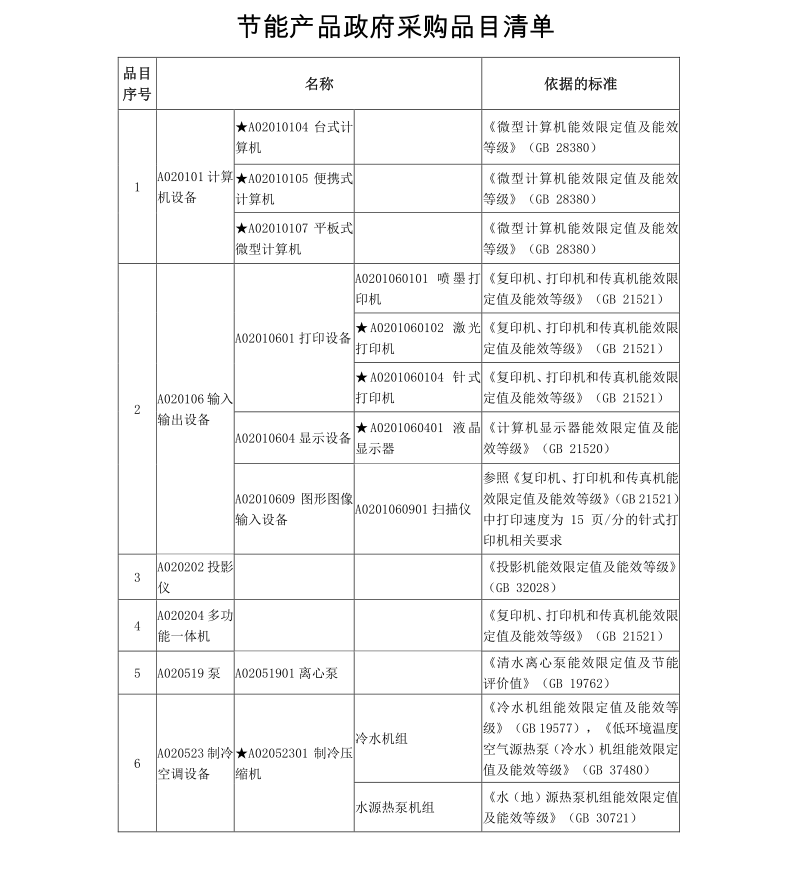 节能产品政府采购品目清单
品目
序号
名称
依据的标准
1
A020101 计算
机设备
★A02010104 台式计
算机
《微型计算机能效限定值及能效
等级》（GB 28380）
★A02010105 便携式
计算机
《微型计算机能效限定值及能效
等级》（GB 28380）
★A02010107 平板式
微型计算机
《微型计算机能效限定值及能效
等级》（GB 28380）
2
A020106 输入
输出设备
A02010601 打印设备
A0201060101 喷墨打
印机
《复印机、打印机和传真机能效限
定值及能效等级》（GB 21521）
★A0201060102 激光
打印机
《复印机、打印机和传真机能效限
定值及能效等级》（GB 21521）
★A0201060104 针式
打印机
《复印机、打印机和传真机能效限
定值及能效等级》（GB 21521）
A02010604 显示设备
★A0201060401 液晶
显示器
《计算机显示器能效限定值及能
效等级》（GB 21520）
A02010609 图形图像
输入设备
A0201060901 扫描仪
参照《复印机、打印机和传真机能
效限定值及能效等级》（GB 21521）
中打印速度为 15 页/分的针式打
印机相关要求
3
A020202 投影
仪
《投影机能效限定值及能效等级》
（GB 32028）
4
A020204 多功
能一体机
《复印机、打印机和传真机能效限
定值及能效等级》（GB 21521）
5
A020519 泵
A02051901 离心泵
《清水离心泵能效限定值及节能
评价值》（GB 19762）
6
A020523 制冷
空调设备
★A02052301 制冷压
缩机
冷水机组
《冷水机组能效限定值及能效等
级》（GB 19577），《低环境温度
空气源热泵（冷水）机组能效限定
值及能效等级》（GB 37480）
水源热泵机组
《水（地）源热泵机组能效限定值
及能效等级》（GB 30721）